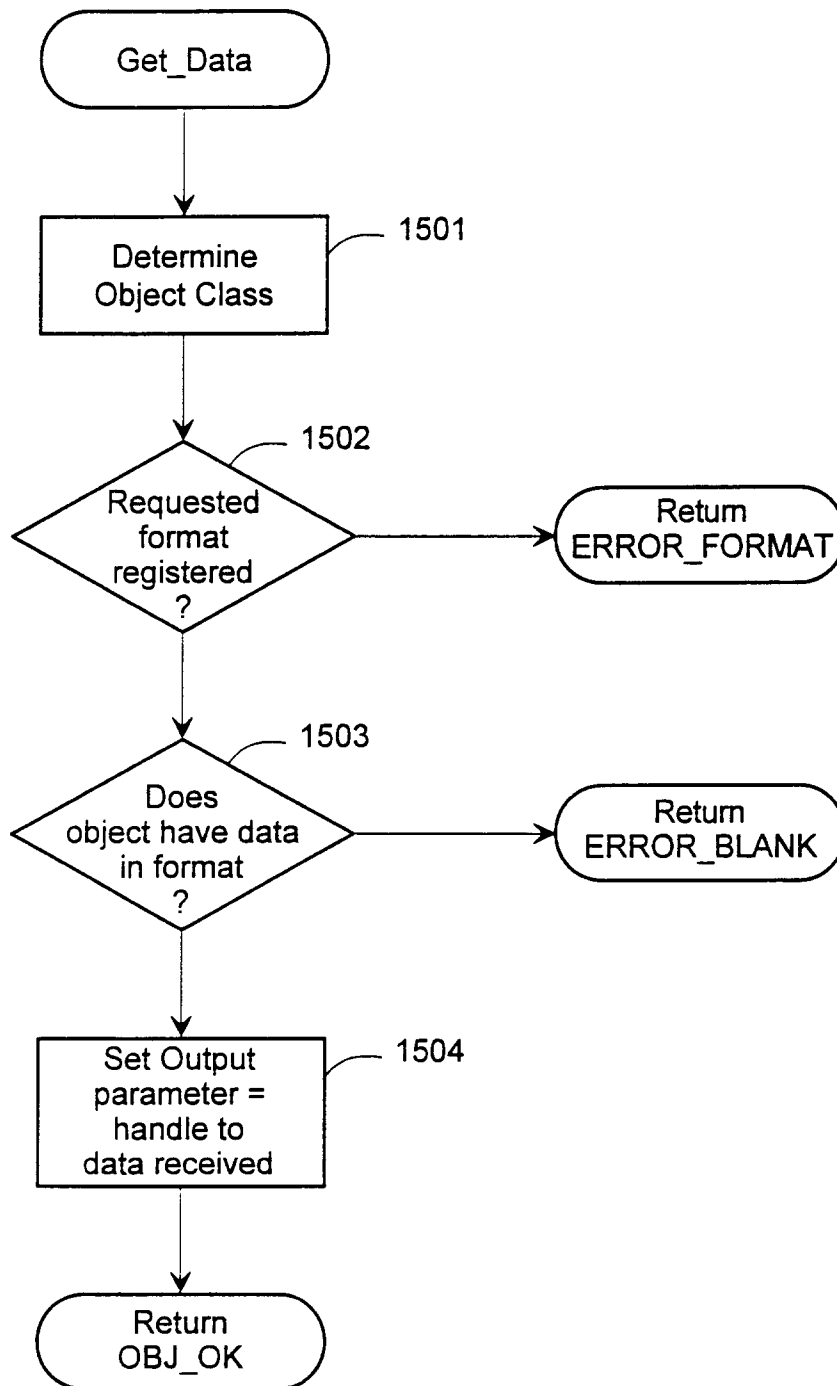 Get_Data
1501
Determine
Object Class
1502
Requested
format
registered
?
Return
ERROR_FORMAT
1503
Does
object have data
in format
?
Return
ERROR_BLANK
1504
Set Output
parameter =
handle to
data received
Return
OBJ_OK